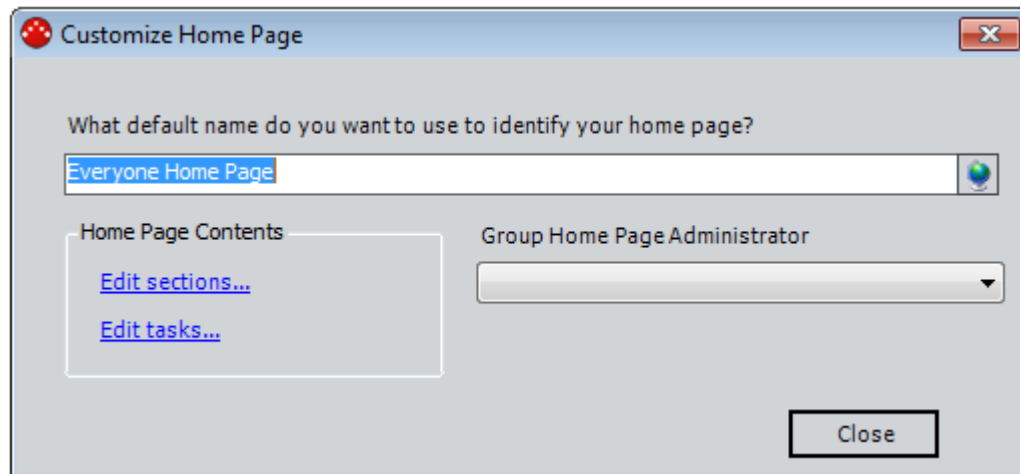 Customize Home Page
What default name do you want to use to identify your home page?
Everyone Home Page
Home Page Contents
Group Home Page Administrator
Edit sections...
Edit tasks...
Close